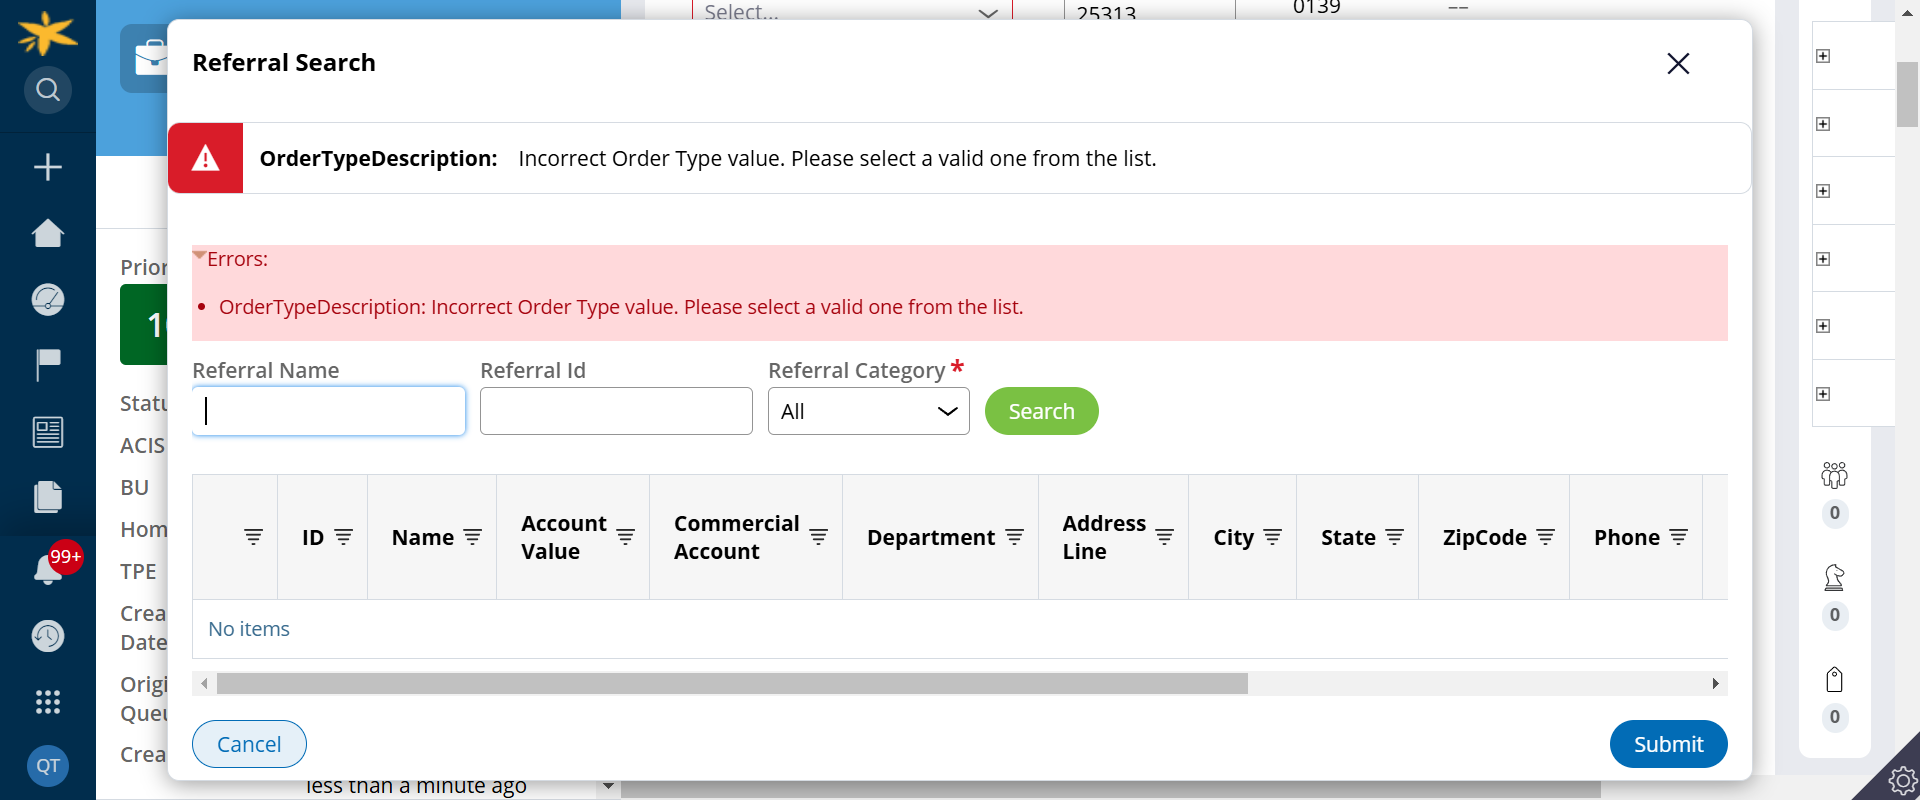 Select...
25313
0139
––
Referral Search
OrderTypeDescription: Incorrect Order Type value. Please select a valid one from the list.
Errors:
• OrderTypeDescription: Incorrect Order Type value. Please select a valid one from the list.
Referral Name
Referral Id
Referral Category *
All
Search
ID
Name
Account Value
Commercial Account
Department
Address Line
City
State
ZipCode
Phone
No items
Cancel
Submit
Prior
1
Statu
ACIS
BU
Hom
TPE
Crea
Date
Origi
Queu
Crea
less than a minute ago
99+
QT
0
0
0